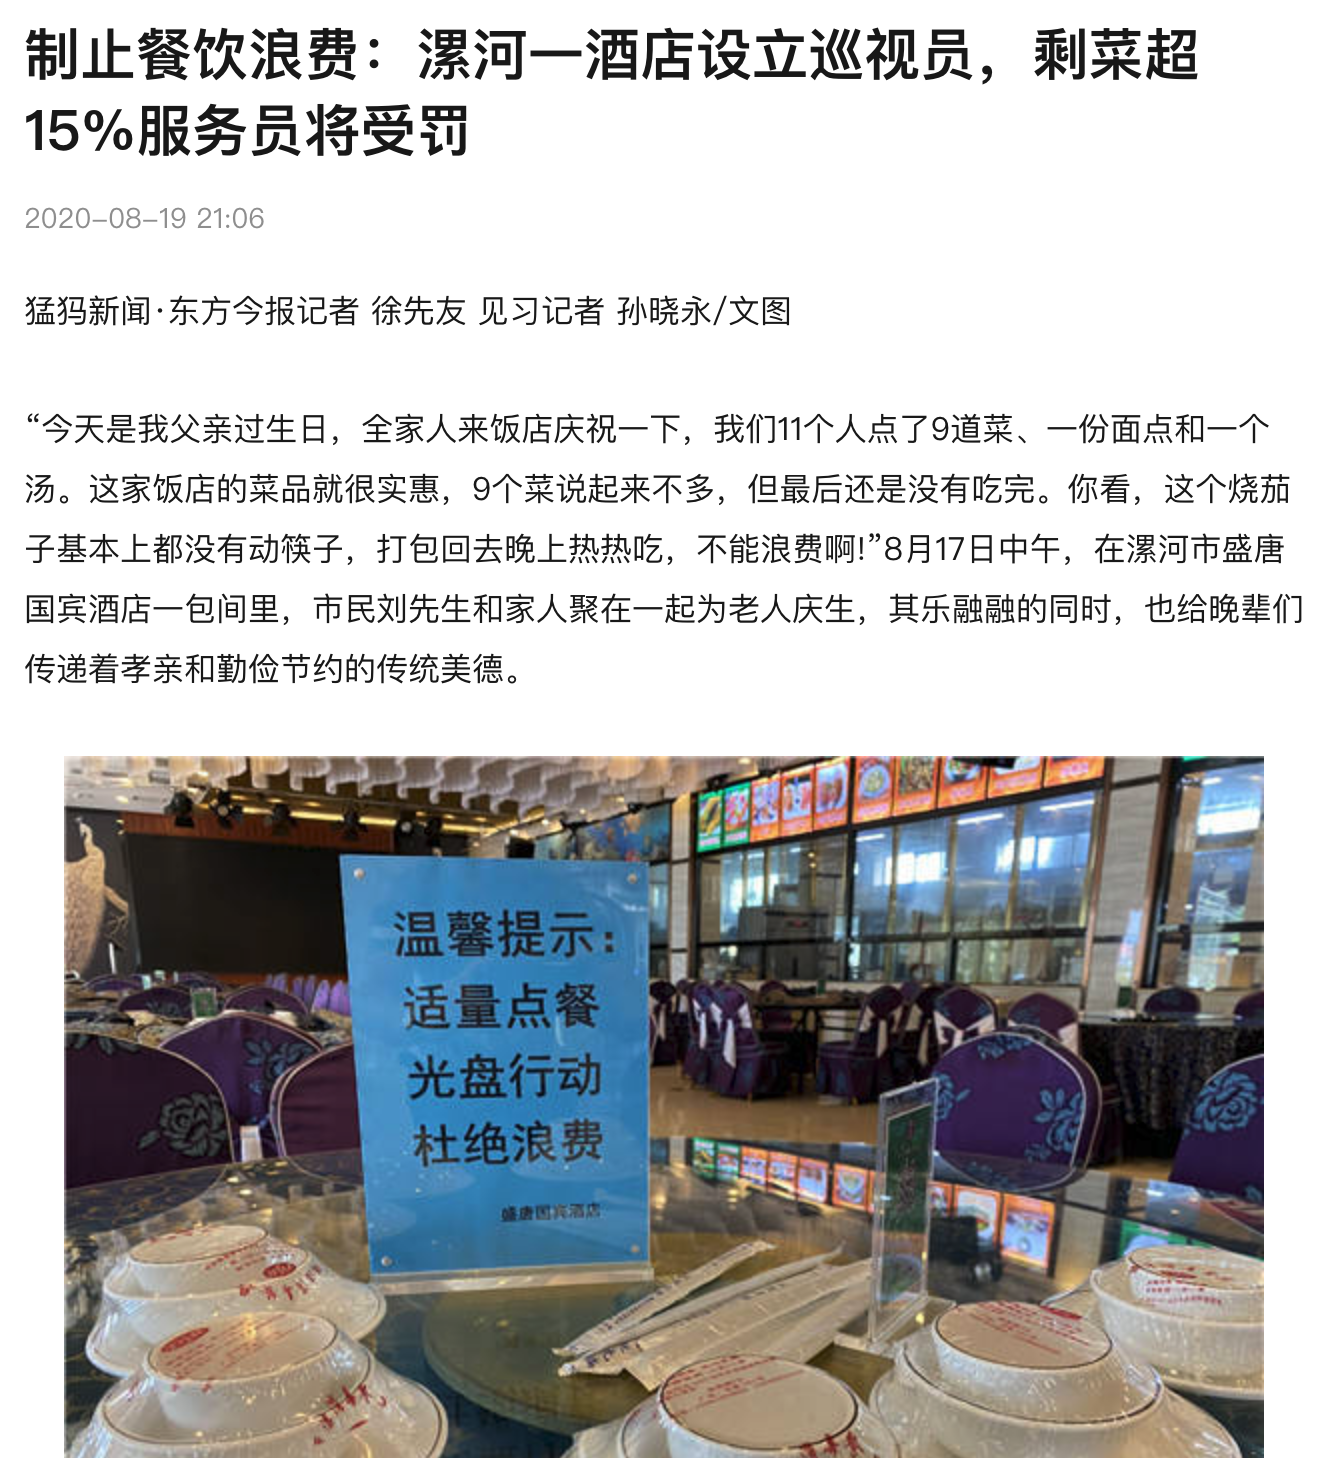 制止餐饮浪费：漯河一酒店设立巡视员，剩菜超
15%服务员将受罚
2020-08-19 21:06
猛犸新闻·东方今报记者 徐先友 见习记者 孙晓永/文图
“今天是我父亲过生日，全家人来饭店庆祝一下，我们11个人点了9道菜、一份面点和一个
汤。这家饭店的菜品就很实惠，9个菜说起来不多，但最后还是没有吃完。你看，这个烧茄
子基本上都没有动筷子，打包回去晚上热热吃，不能浪费啊!”8月17日中午，在漯河市盛唐
国宾酒店一包间里，市民刘先生和家人聚在一起为老人庆生，其乐融融的同时，也给晚辈们
传递着孝亲和勤俭节约的传统美德。
温馨提示:
适量点餐
光盘行动
杜绝浪费
盛唐国宾酒店